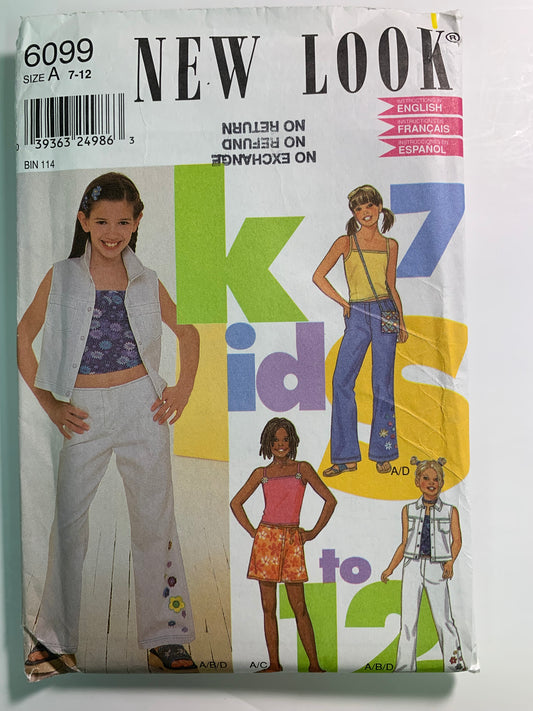 6099
SIZE A 7-12
NEW LOOK®
0 39363 24986 3
BIN 114
INSTRUCTIONS IN
ENGLISH
INSTRUCTIONS EN
FRANÇAIS
INSTRUCCIONES EN
ESPAÑOL
NO EXCHANGE
NO REFUND
NO RETURN
kids
7
to
12
A/D
A/B/D
A/C
A/B/D